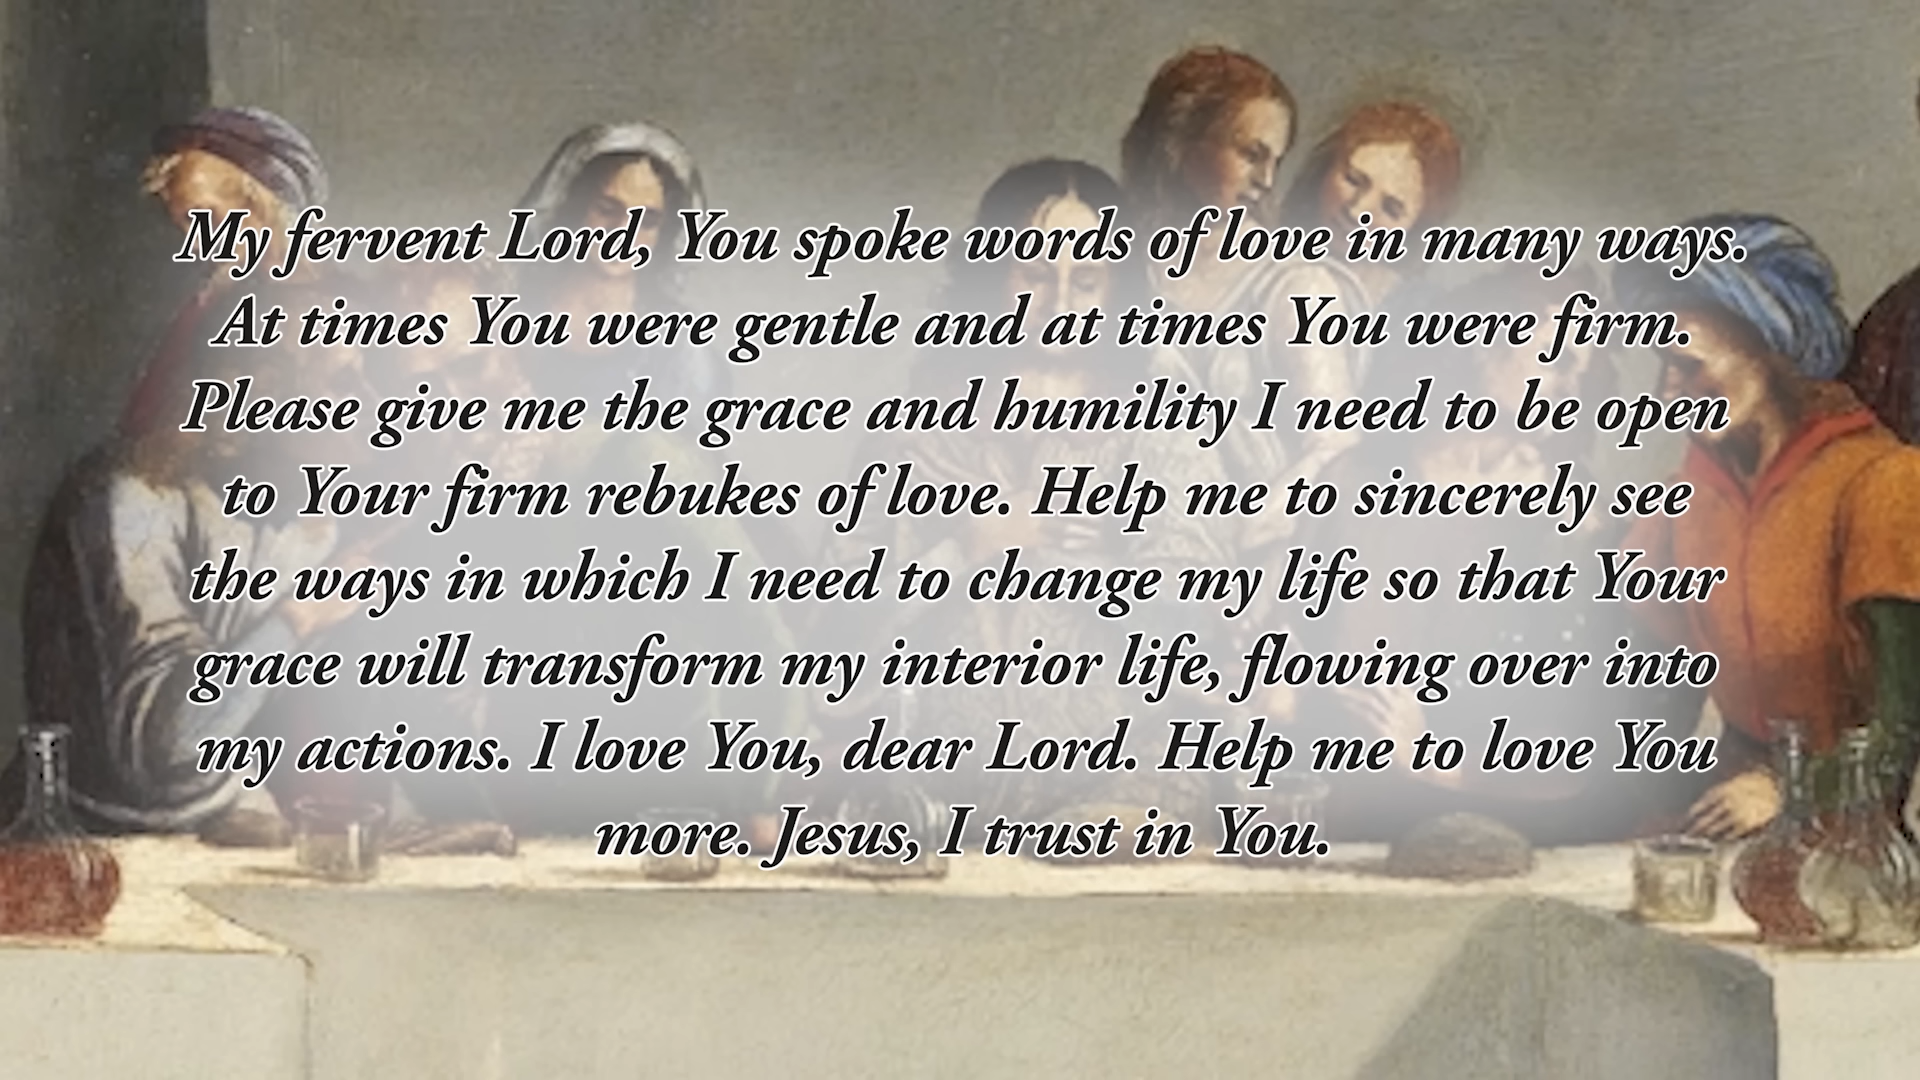 My fervent Lord, You spoke words of love in many ways.
At times You were gentle and at times You were firm.
Please give me the grace and humility I need to be open
to Your firm rebukes of love. Help me to sincerely see
the ways in which I need to change my life so that Your
grace will transform my interior life, flowing over into
my actions. I love You, dear Lord. Help me to love You
more. Jesus, I trust in You.